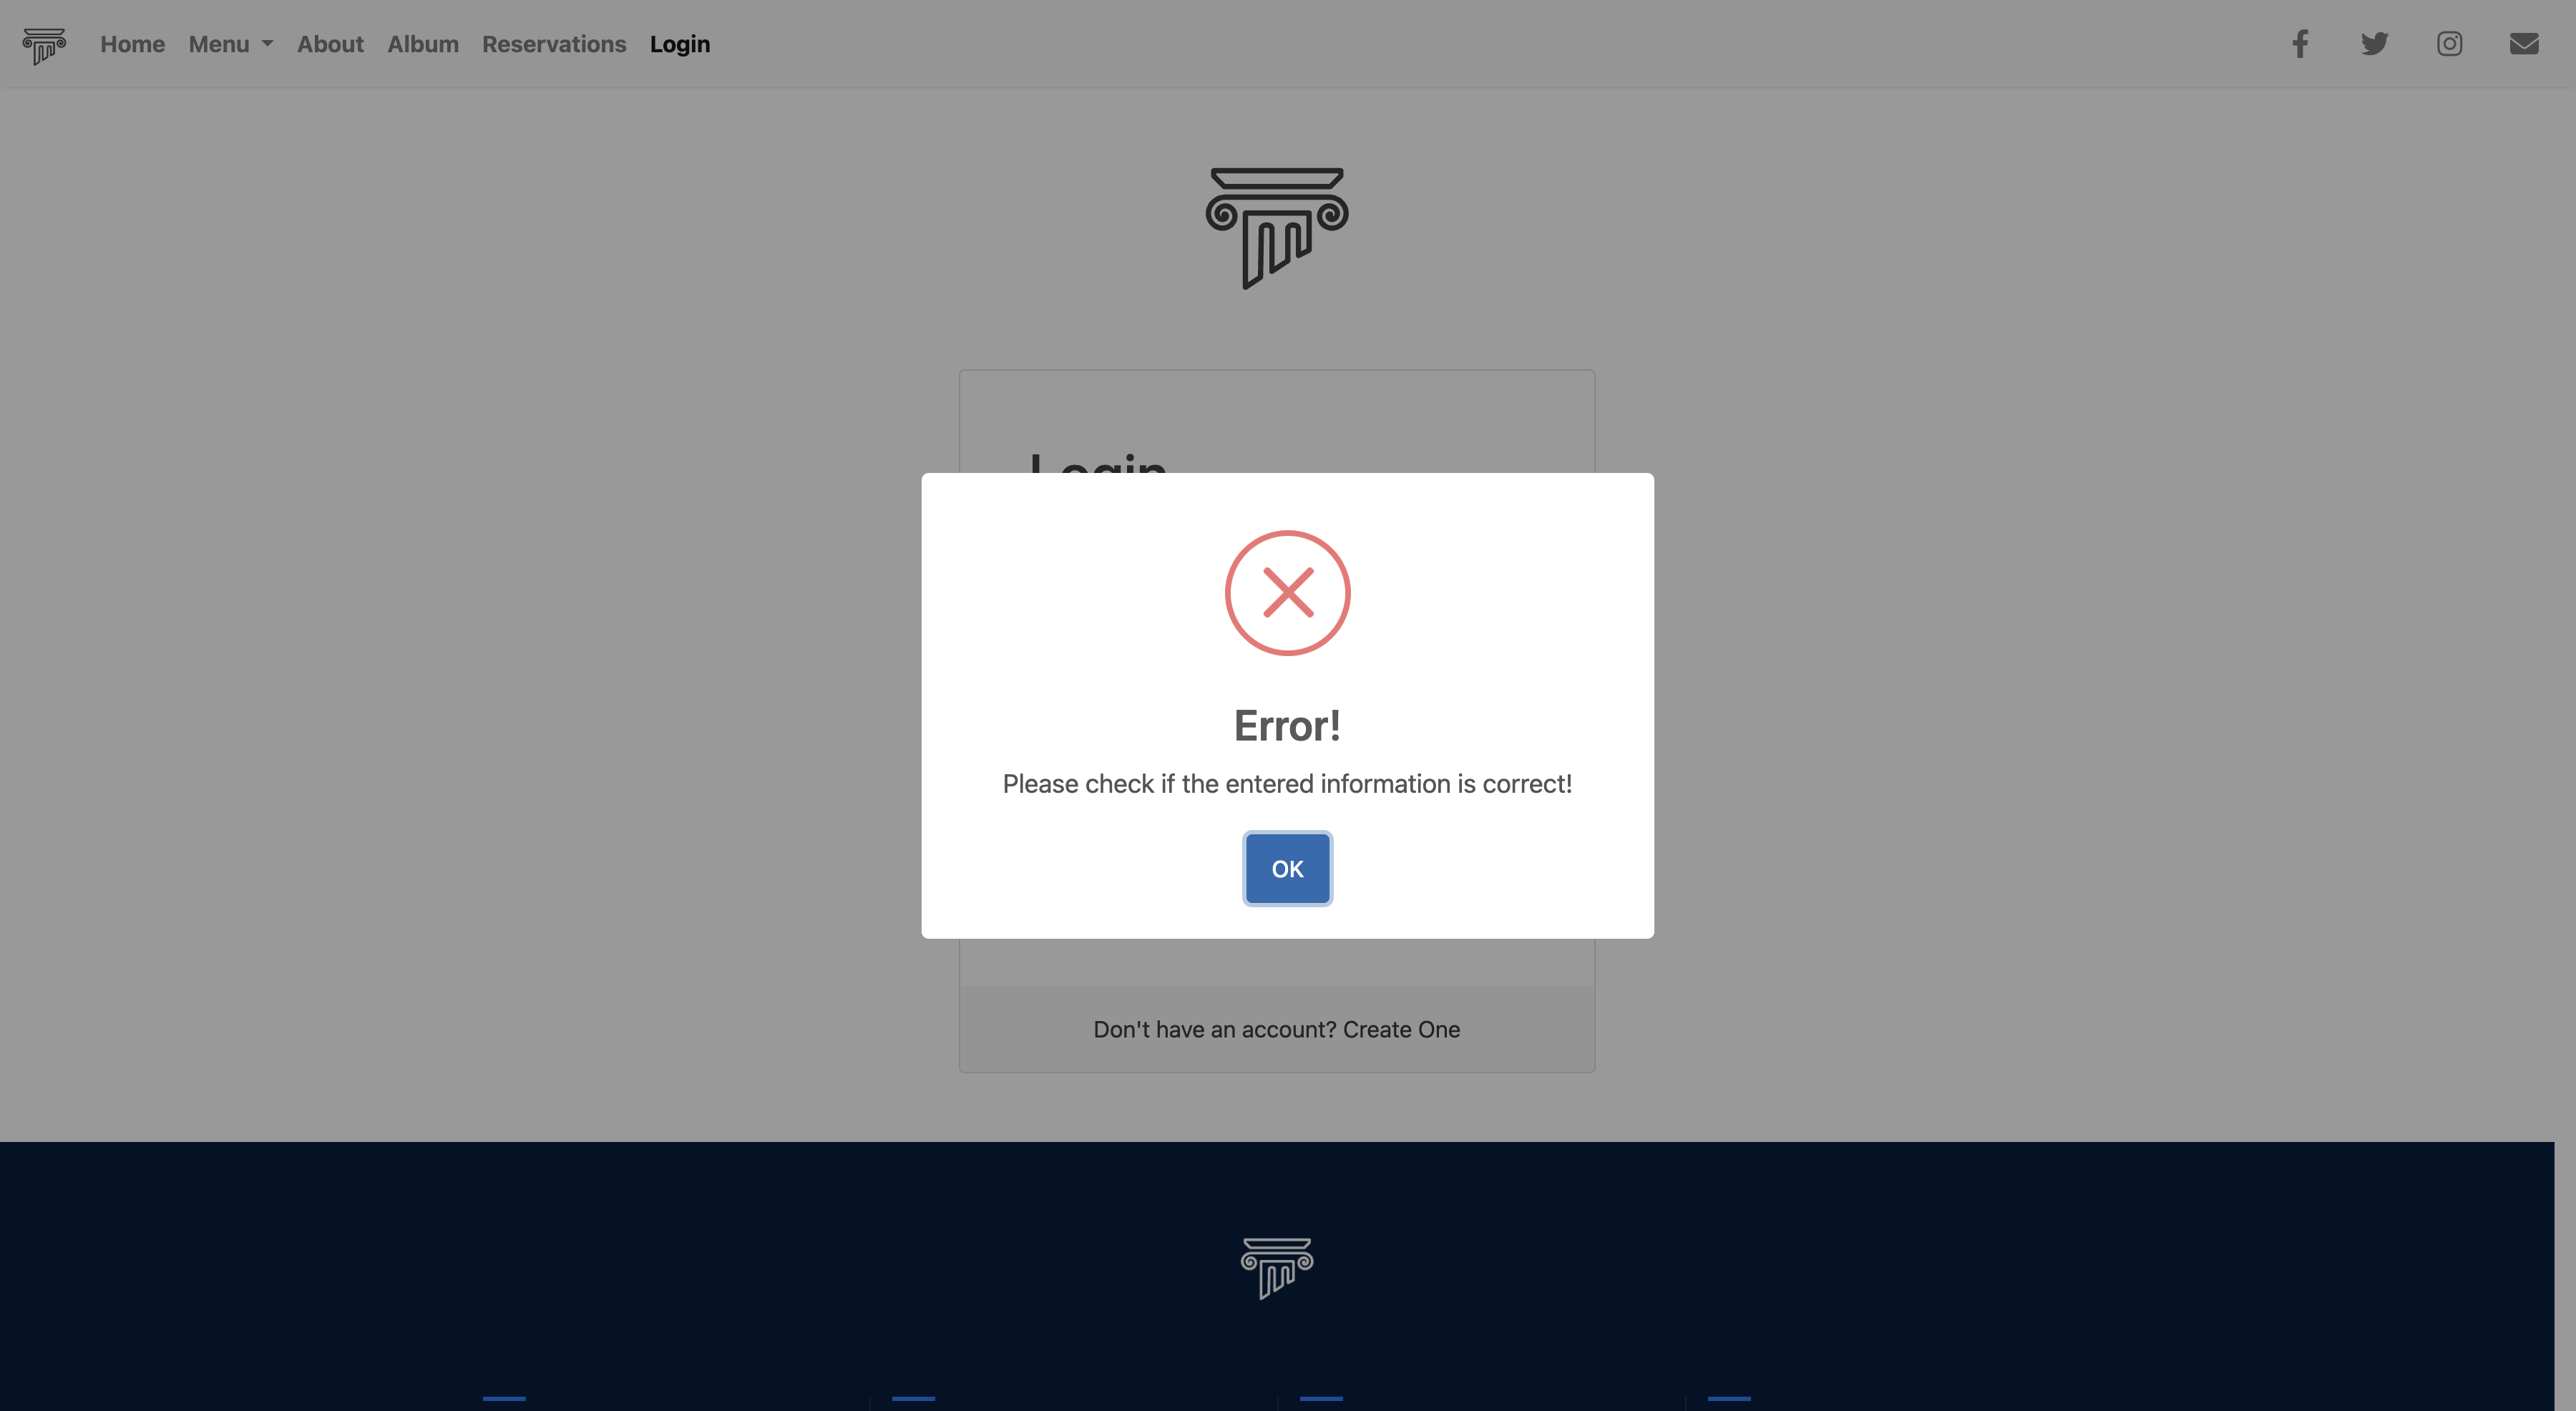 Home Menu About Album Reservations Login
Login
Error!
Please check if the entered information is correct!
OK
Don't have an account? Create One